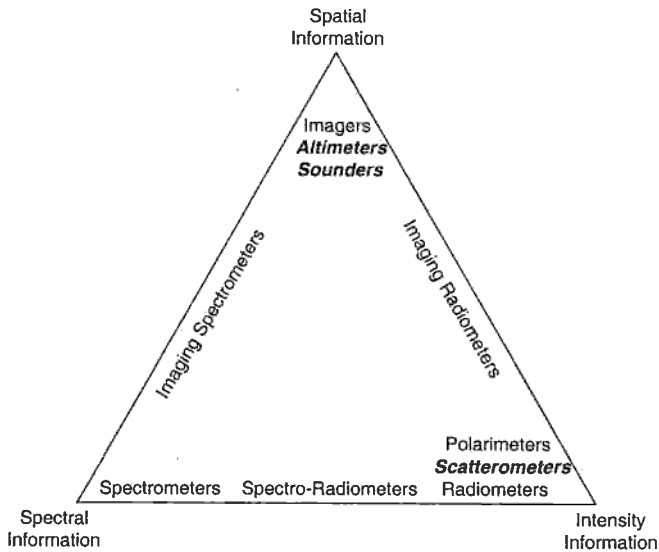 Spatial
Information
Imagers
Altimeters
Sounders
Imaging Spectrometers
Imaging Radiometers
Polarimeters
Scatterometers
Spectrometers
Spectro-Radiometers
Radiometers
Spectral
Information
Intensity
Information